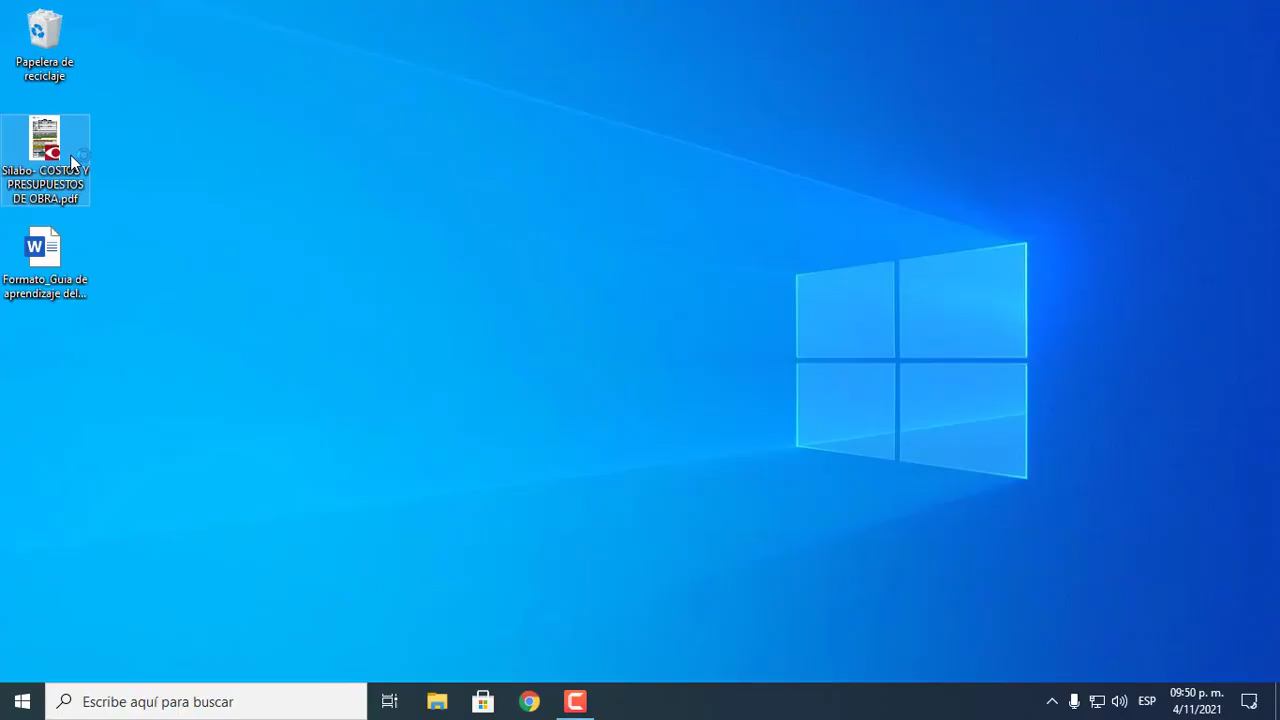 Papelera de
reciclaje
Silabo- COSTOS Y
PRESUPUESTOS
DE OBRA.pdf
W
Formato_Guia de
aprendizaje del...
Escribe aquí para buscar
ESP
09:50 p. m.
4/11/2021